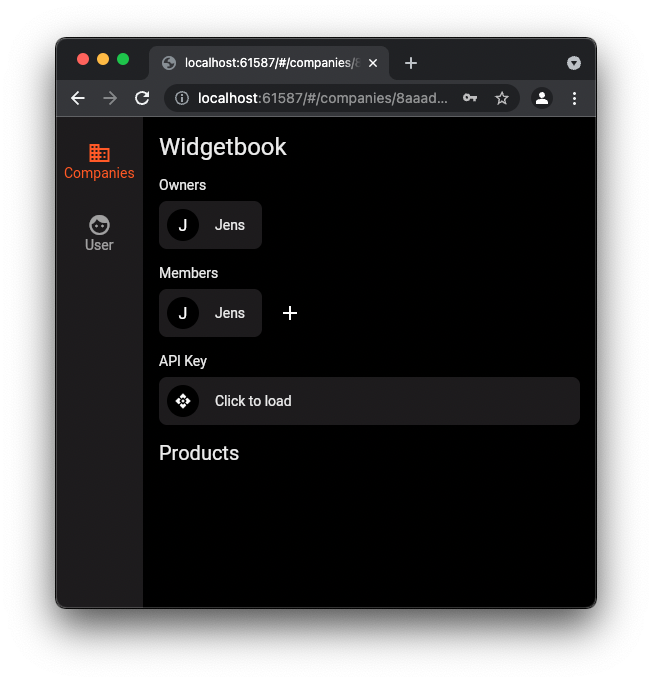 localhost:61587/#/companies/8
localhost:61587/#/companies/8aaad...
Companies
User
Widgetbook
Owners
J Jens
Members
J Jens
API Key
Click to load
Products